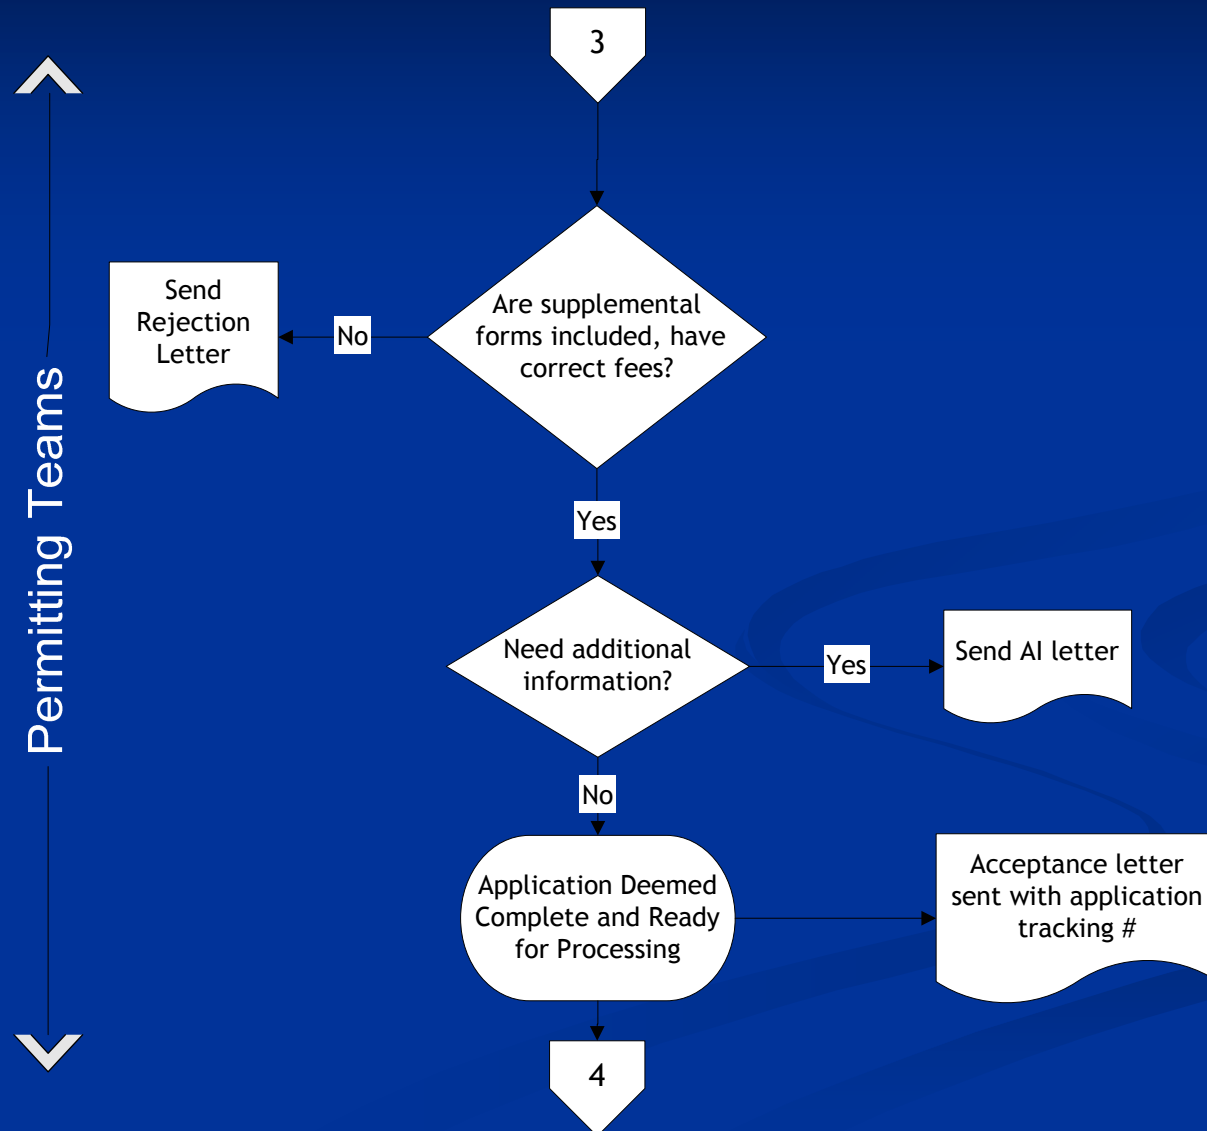 3
Are supplemental
forms included, have
correct fees?
No
Send
Rejection
Letter
Yes
Need additional
information?
Yes
Send AI letter
No
Application Deemed
Complete and Ready
for Processing
Acceptance letter
sent with application
tracking #
4
Permitting Teams